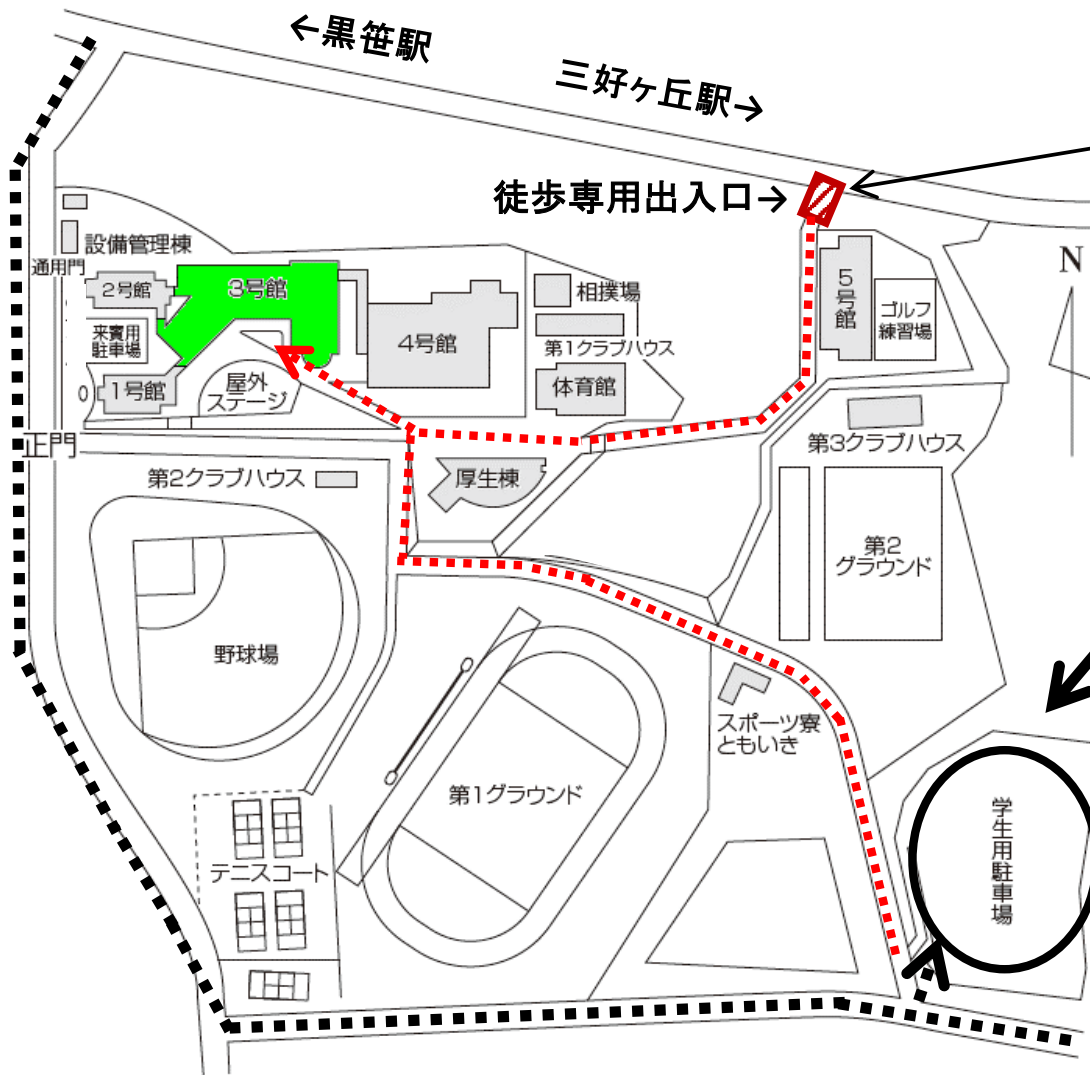 ←黒笹駅
三好ヶ丘駅→
徒歩専用出入口→
設備管理棟
通用門
2号館
3号館
来賓用
駐車場
1号館
屋外
ステージ
4号館
相撲場
第1クラブハウス
体育館
5号館
ゴルフ
練習場
N
正門
第2クラブハウス
厚生棟
第3クラブハウス
第2
グラウンド
野球場
スポーツ寮
ともいき
第1グラウンド
テニスコート
学生用駐車場